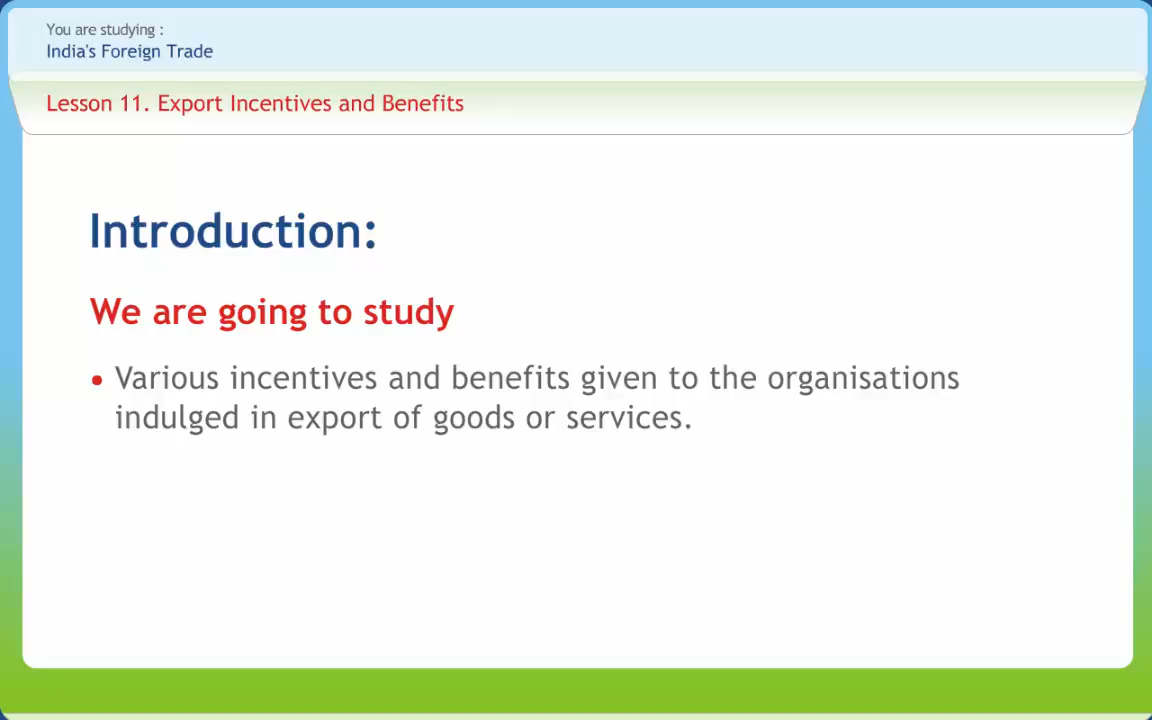 You are studying :
India's Foreign Trade
Lesson 11. Export Incentives and Benefits
Introduction:
We are going to study
• Various incentives and benefits given to the organisations
indulged in export of goods or services.